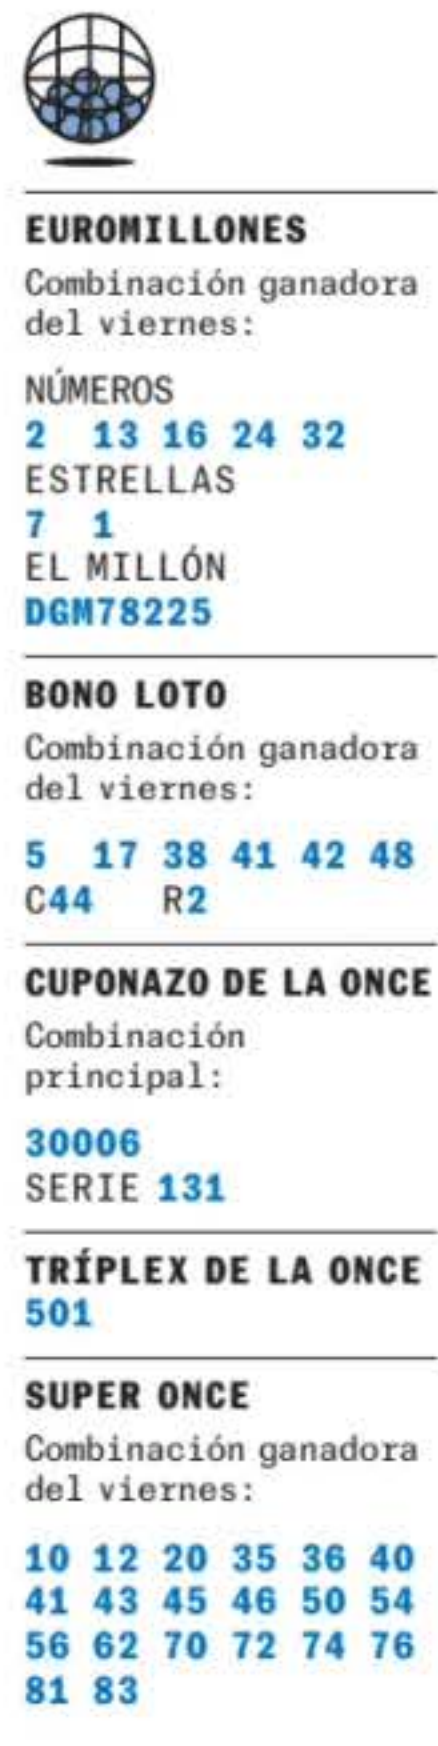 EUROMILLONES
Combinación ganadora
del viernes:
NÚMEROS
2 13 16 24 32
ESTRELLAS
7 1
EL MILLÓN
DGM78225
BONO LOTO
Combinación ganadora
del viernes:
5 17 38 41 42 48
C44 R2
CUPONAZO DE LA ONCE
Combinación
principal:
30006
SERIE 131
TRÍPLEX DE LA ONCE
501
SUPER ONCE
Combinación ganadora
del viernes:
10 12 20 35 36 40
41 43 45 46 50 54
56 62 70 72 74 76
81 83